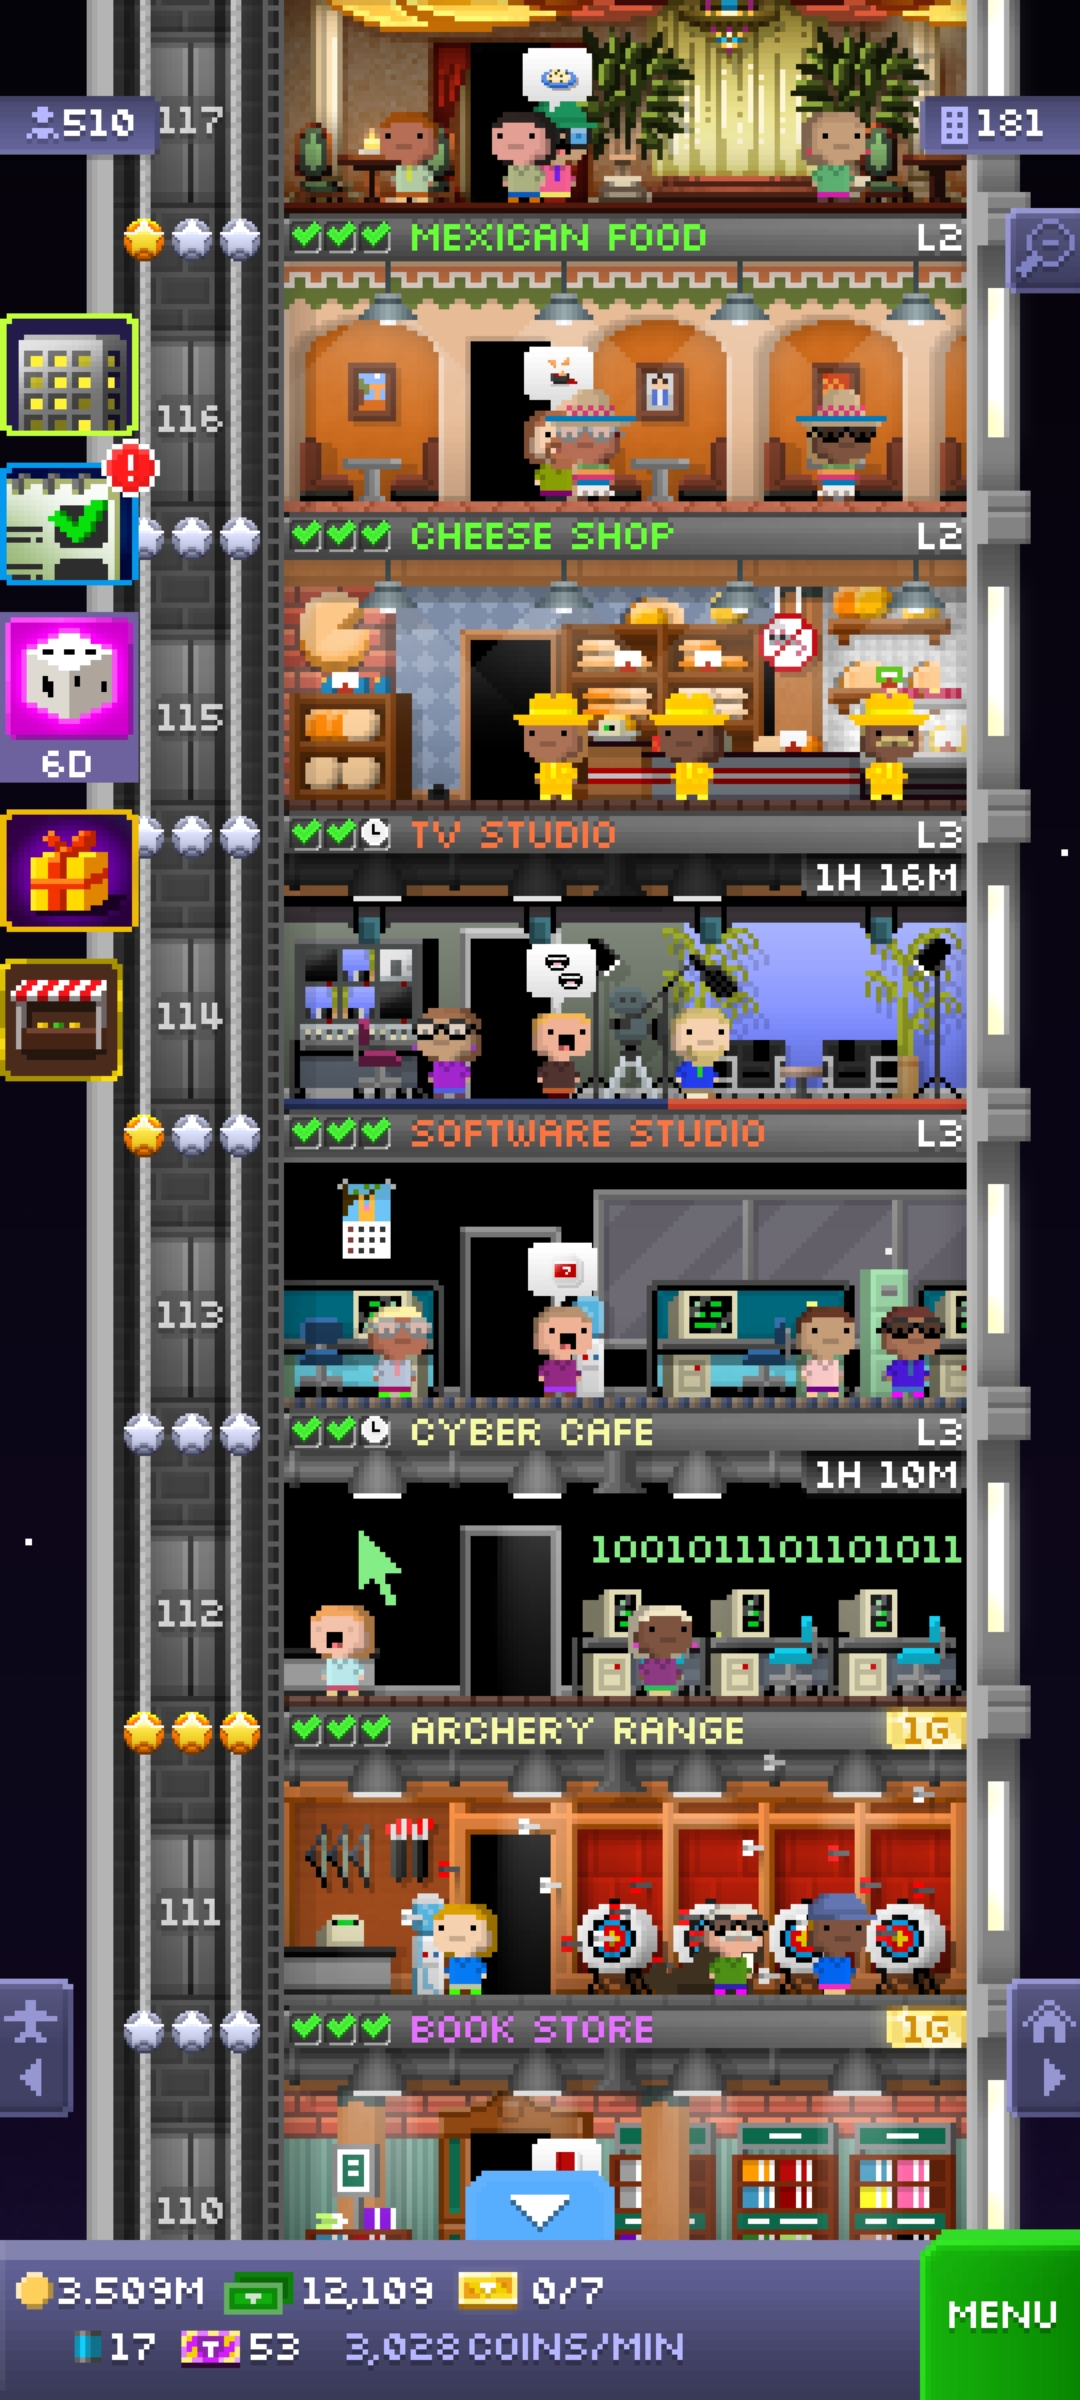 510
117
181
MEXICAN FOOD
L2
116
CHEESE SHOP
L2
115
6D
TV STUDIO
L3
1H 16M
114
SOFTWARE STUDIO
L3
113
CYBER CAFE
L3
1H 10M
1001011101101011
112
ARCHERY RANGE
1G
111
BOOK STORE
1G
110
3.509M 12,109 0/7
17 53 3,028 COINS/MIN
MENU